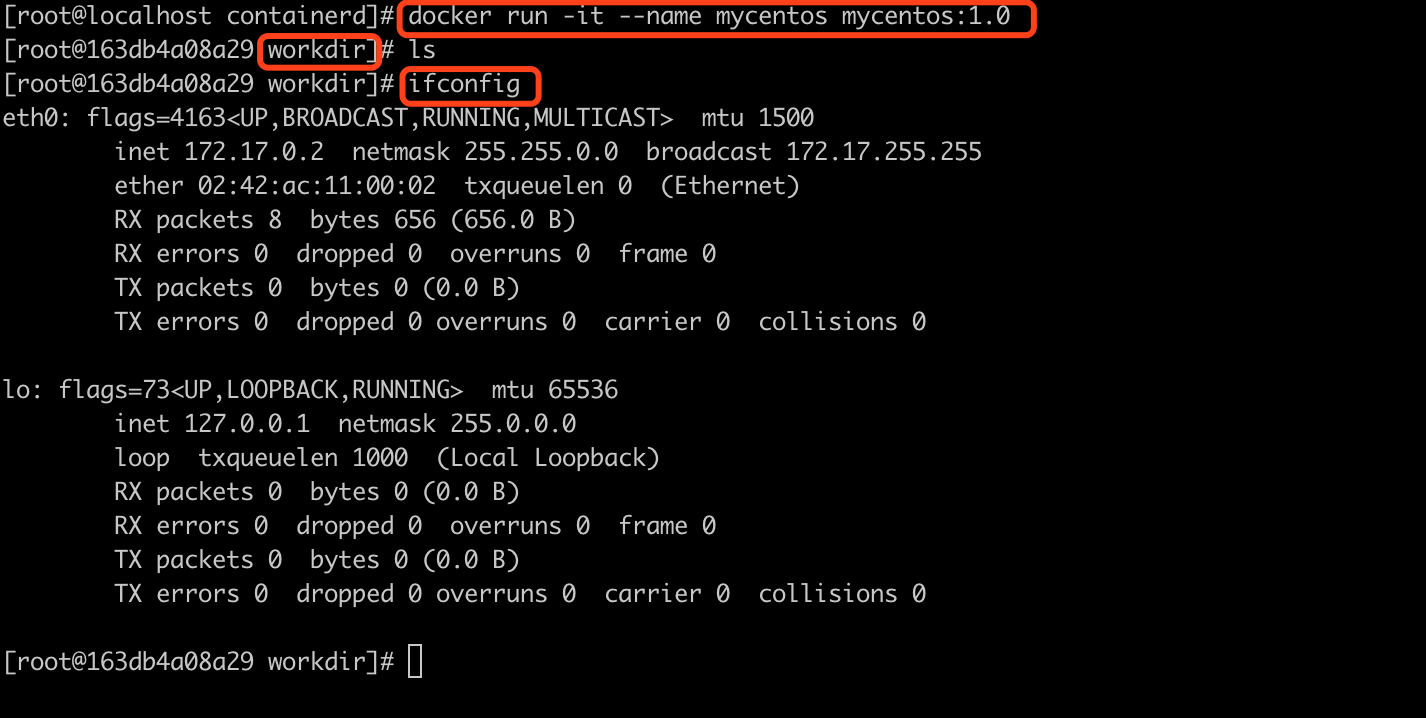 [root@localhost containerd]# docker run -it --name mycentos mycentos:1.0
[root@163db4a08a29 workdir]# ls
[root@163db4a08a29 workdir]# ifconfig
eth0: flags=4163<UP,BROADCAST,RUNNING,MULTICAST>  mtu 1500
        inet 172.17.0.2  netmask 255.255.0.0  broadcast 172.17.255.255
        ether 02:42:ac:11:00:02  txqueuelen 0  (Ethernet)
        RX packets 8  bytes 656 (656.0 B)
        RX errors 0  dropped 0  overruns 0  frame 0
        TX packets 0  bytes 0 (0.0 B)
        TX errors 0  dropped 0 overruns 0  carrier 0  collisions 0

lo: flags=73<UP,LOOPBACK,RUNNING>  mtu 65536
        inet 127.0.0.1  netmask 255.0.0.0
        loop  txqueuelen 1000  (Local Loopback)
        RX packets 0  bytes 0 (0.0 B)
        RX errors 0  dropped 0  overruns 0  frame 0
        TX packets 0  bytes 0 (0.0 B)
        TX errors 0  dropped 0 overruns 0  carrier 0  collisions 0

[root@163db4a08a29 workdir]#